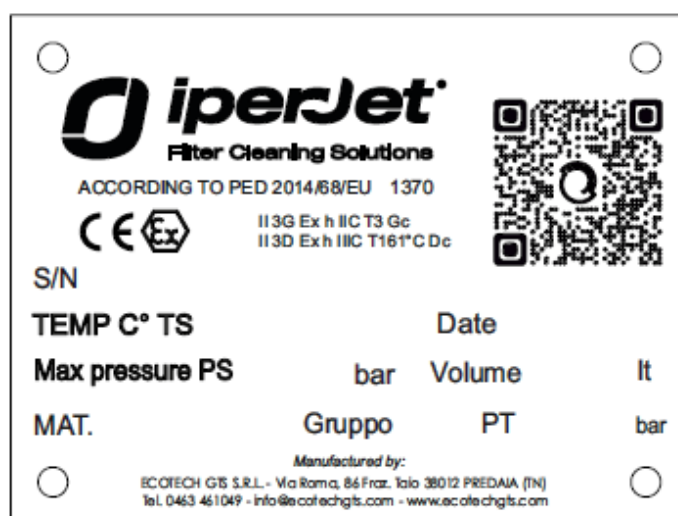 iperJet
Filter Cleaning Solutions
ACCORDING TO PED 2014/68/EU 1370
CE Ex
II 3G Ex h IIC T3 Gc
II 3D Ex h IIIC T161°C Dc
S/N
TEMP C° TS Date
Max pressure PS bar Volume lt
MAT. Gruppo PT bar
Manufactured by:
ECOTECH GTS S.R.L. - Via Roma, 86 Fraz. Taio 38012 PREDAIA (TN)
Tel. 0463 461049 - info@ecotechgts.com - www.ecotechgts.com